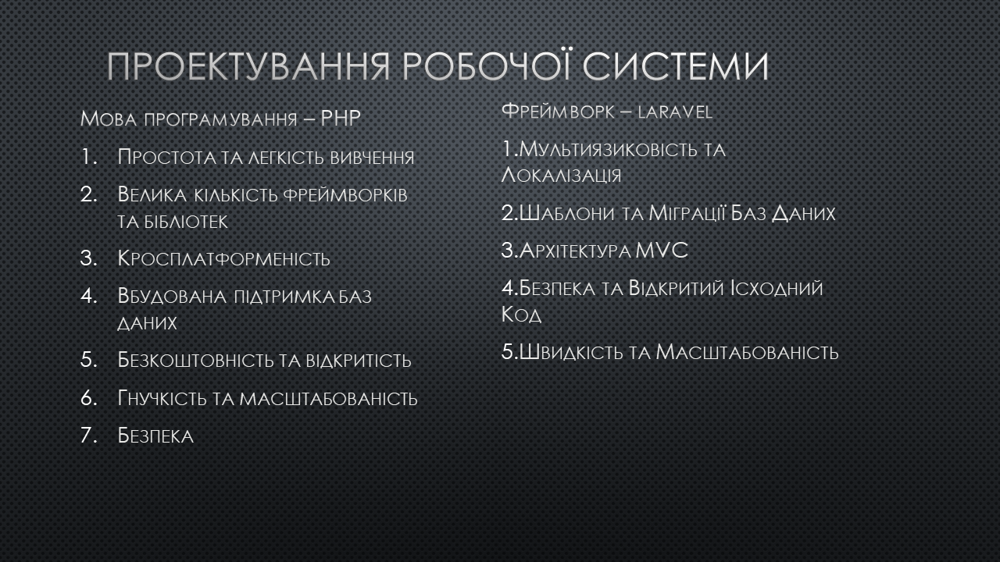 ПРОЕКТУВАННЯ РОБОЧОЇ СИСТЕМИ
Мова програмування – PHP
1. Простота та легкість вивчення
2. Велика кількість фреймворків
та бібліотек
3. Кросплатформеність
4. Вбудована підтримка баз
даних
5. Безкоштовність та відкритість
6. Гнучкість та масштабованість
7. Безпека
Фреймворк – laravel
1.Мультиязиковість та
Локалізація
2.Шаблони та Міграції Баз Даних
3.Архітектура MVC
4.Безпека та Відкритий Ісходний
Код
5.Швидкість та Масштабованість